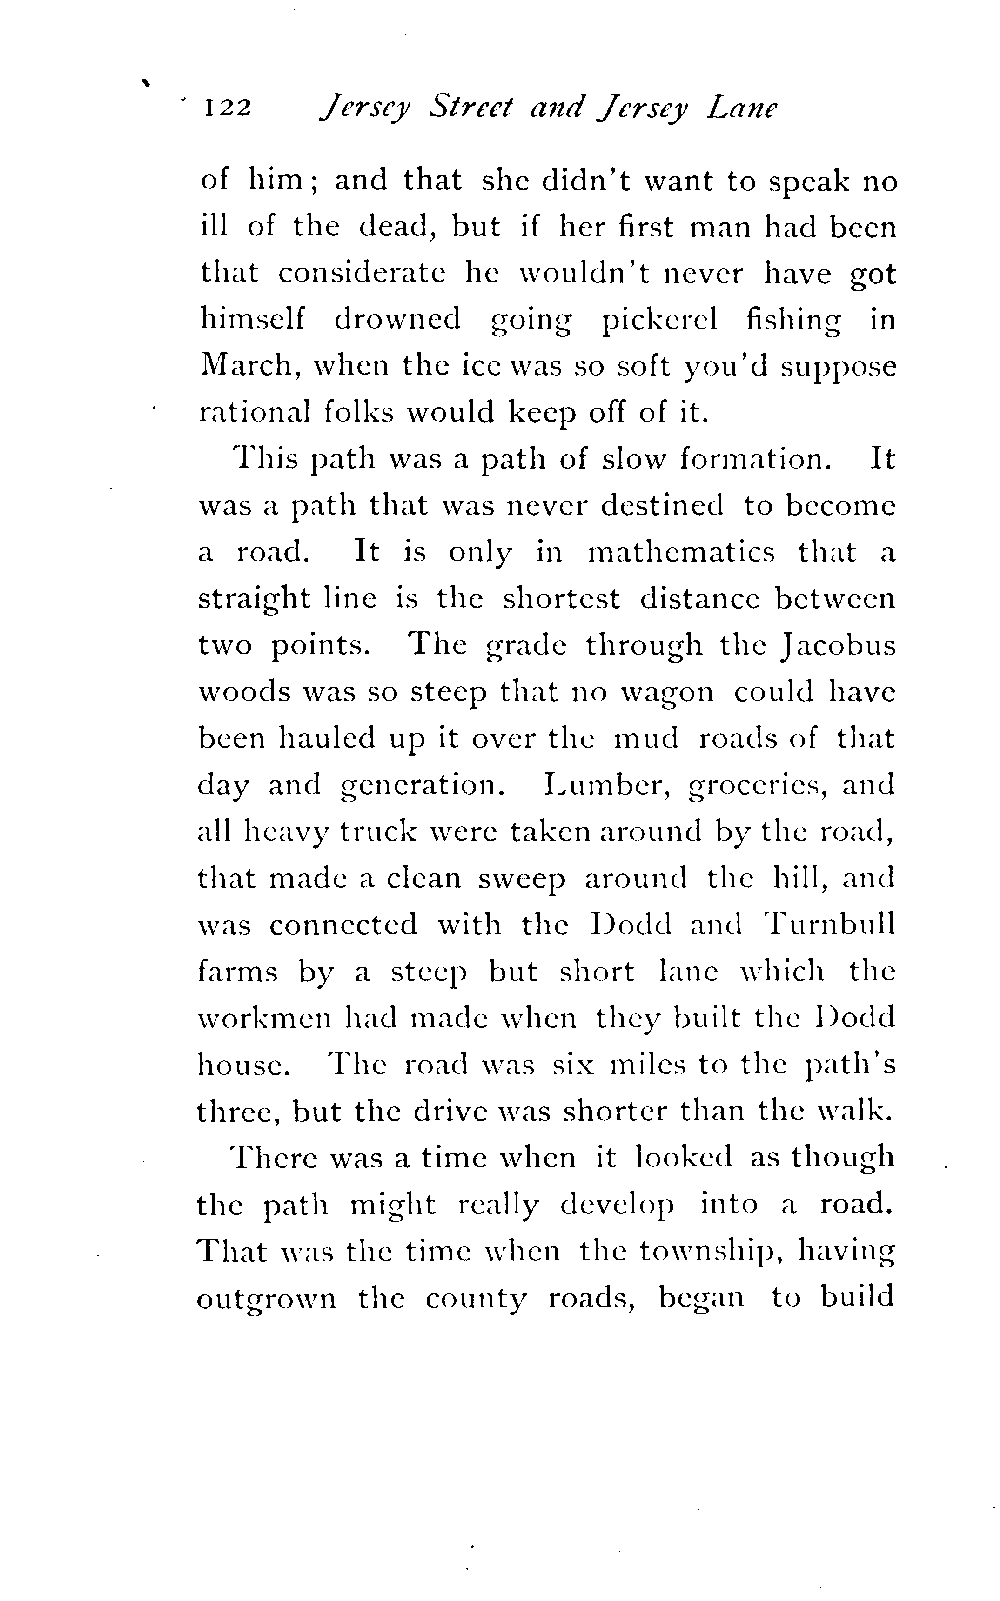 122 Jersey Street and Jersey Lane
of him; and that she didn't want to speak no
ill of the dead, but if her first man had been
that considerate he wouldn't never have got
himself drowned going pickerel fishing in
March, when the ice was so soft you'd suppose
rational folks would keep off of it.
This path was a path of slow formation. It
was a path that was never destined to become
a road. It is only in mathematics that a
straight line is the shortest distance between
two points. The grade through the Jacobus
woods was so steep that no wagon could have
been hauled up it over the mud roads of that
day and generation. Lumber, groceries, and
all heavy truck were taken around by the road,
that made a clean sweep around the hill, and
was connected with the Dodd and Turnbull
farms by a steep but short lane which the
workmen had made when they built the Dodd
house. The road was six miles to the path's
three, but the drive was shorter than the walk.
There was a time when it looked as though
the path might really develop into a road.
That was the time when the township, having
outgrown the county roads, began to build